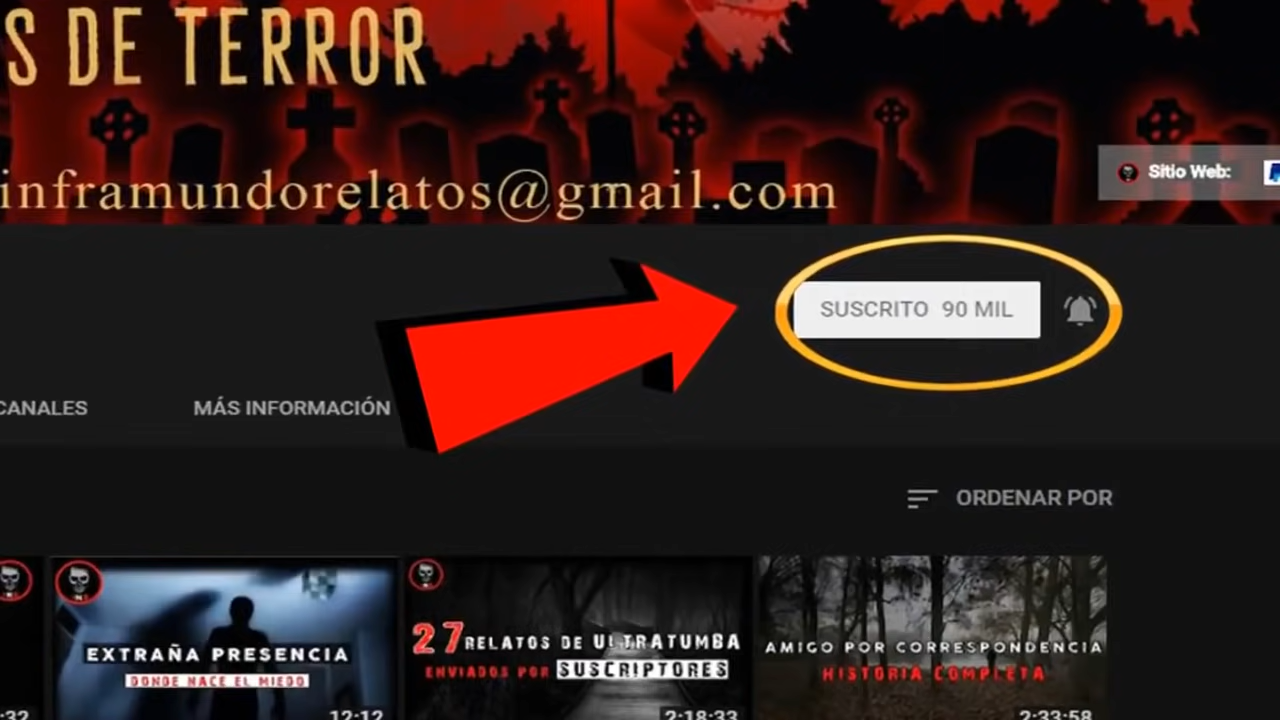 S DE TERROR
inframundorelatos@gmail.com
Sitio Web:
SUSCRITO 90 MIL
CANALES
MÁS INFORMACIÓN
ORDENAR POR
EXTRAÑA PRESENCIA
DONDE NACE EL MIEDO
27 RELATOS DE ULTRATUMBA
ENVIADOS POR SUSCRIPTORES
AMIGO POR CORRESPONDENCIA
HISTORIA COMPLETA
:32
12:12
2:18:33
2:33:58